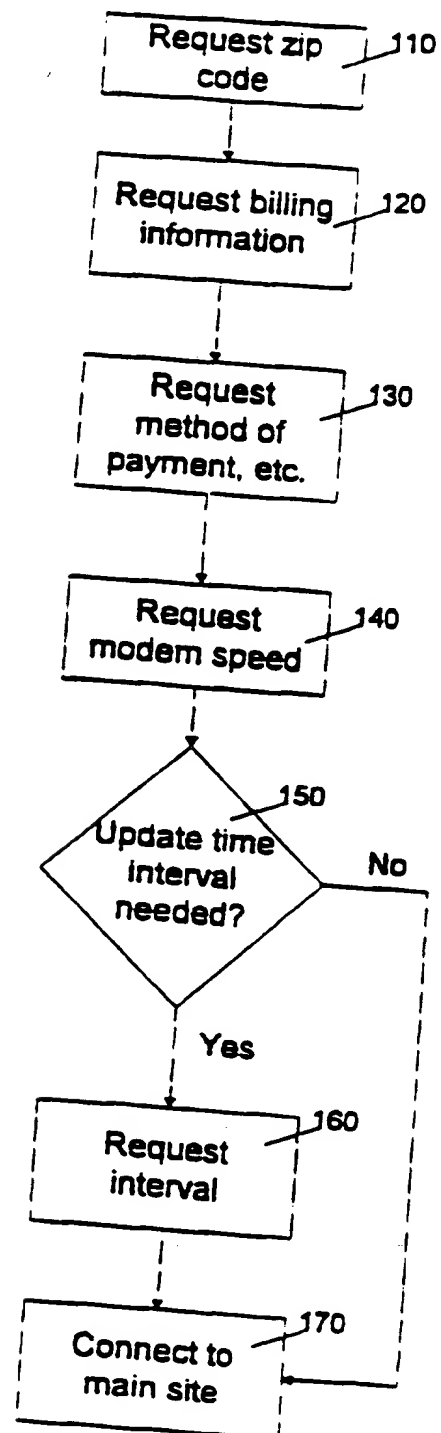 Request zip
code
110
Request billing
information
120
Request
method of
payment, etc.
130
Request
modem speed
140
150
Update time
interval
needed?
No
Yes
160
Request
interval
170
Connect to
main site